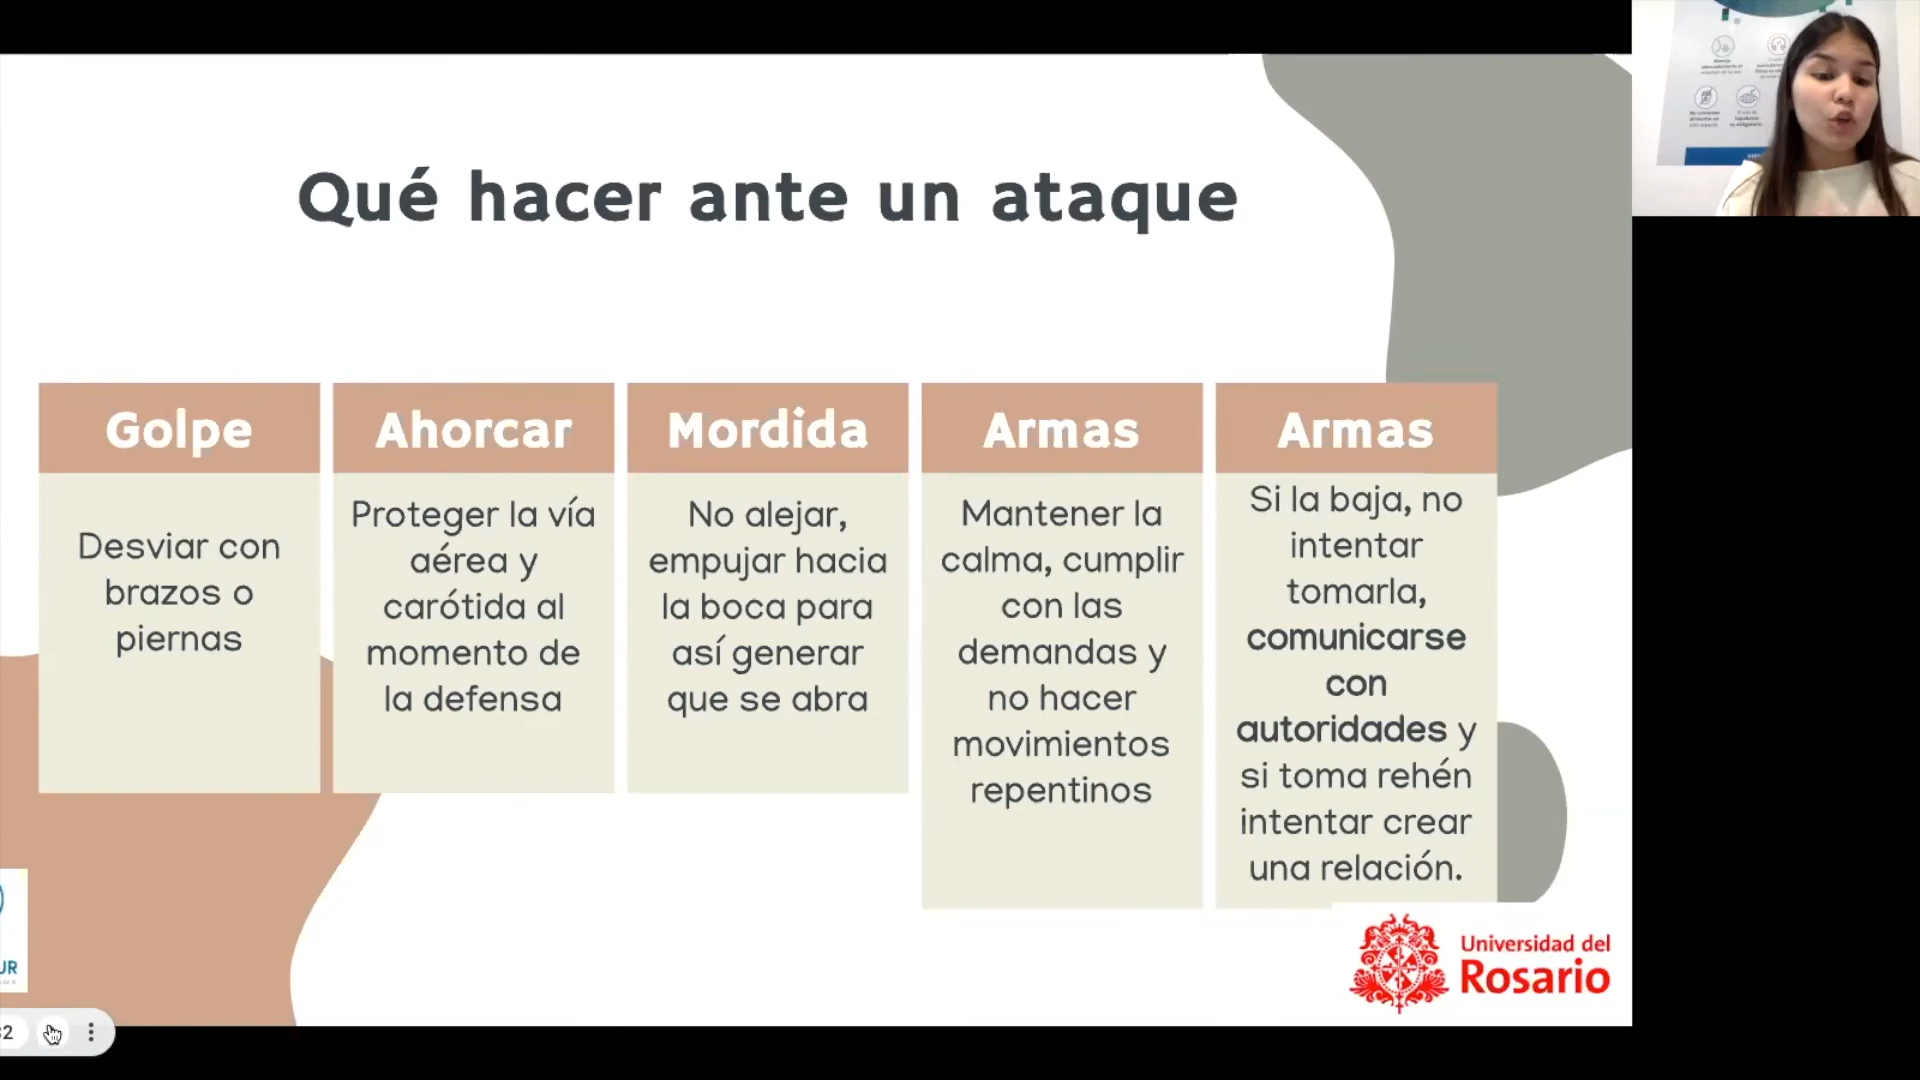 Qué hacer ante un ataque
Golpe
Desviar con
brazos o
piernas
Ahorcar
Proteger la vía
aérea y
carótida al
momento de
la defensa
Mordida
No alejar,
empujar hacia
la boca para
así generar
que se abra
Armas
Mantener la
calma, cumplir
con las
demandas y
no hacer
movimientos
repentinos
Armas
Si la baja, no
intentar
tomarla,
comunicarse
con
autoridades y
si toma rehén
intentar crear
una relación.
Universidad del
Rosario
UR
32